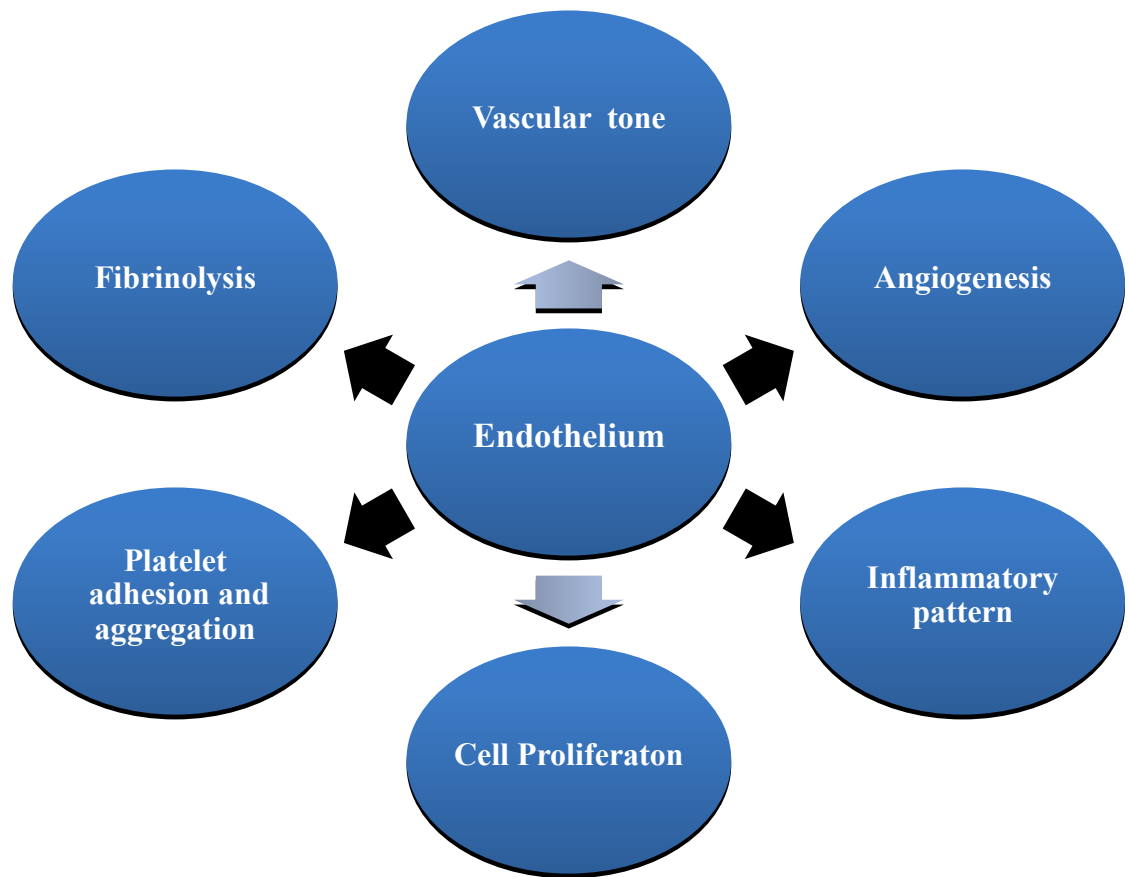 Vascular tone
Fibrinolysis
Angiogenesis
Endothelium
Platelet
adhesion and
aggregation
Inflammatory
pattern
Cell Proliferaton